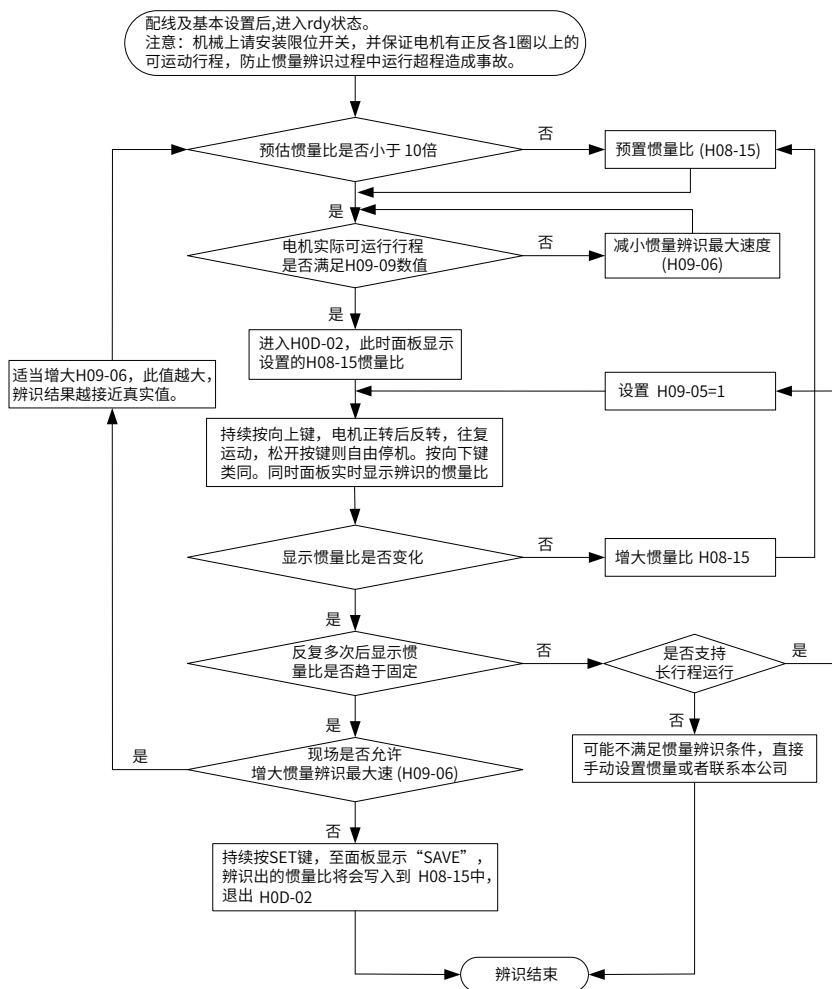 配线及基本设置后,进入rdy状态。
注意：机械上请安装限位开关，并保证电机有正反各1圈以上的
可运动行程，防止惯量辨识过程中运行超程造成事故。
预估惯量比是否小于 10倍
否
预置惯量比 (H08-15)
是
电机实际可运行行程
是否满足H09-09数值
否
减小惯量辨识最大速度
(H09-06)
是
进入H0D-02，此时面板显示
设置的H08-15惯量比
适当增大H09-06，此值越大，
辨识结果越接近真实值。
设置 H09-05=1
持续按向上键，电机正转后反转，往复
运动，松开按键则自由停机。按向下键
类同。同时面板实时显示辨识的惯量比
显示惯量比是否变化
否
增大惯量比 H08-15
是
反复多次后显示惯
量比是否趋于固定
否
是否支持
长行程运行
是
是
否
现场是否允许
增大惯量辨识最大速 (H09-06)
是
可能不满足惯量辨识条件，直接
手动设置惯量或者联系本公司
否
持续按SET键，至面板显示“SAVE”，
辨识出的惯量比将会写入到 H08-15中，
退出 H0D-02
辨识结束